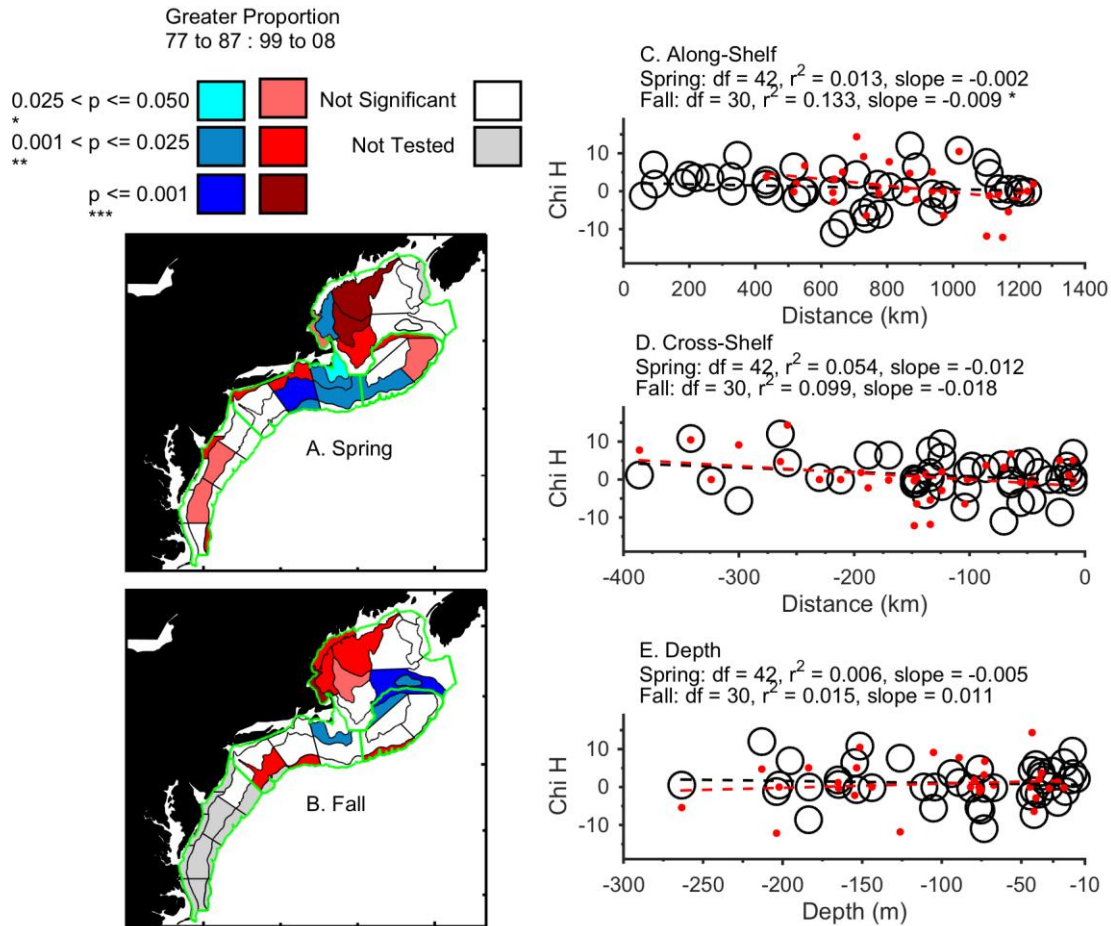 Greater Proportion
77 to 87 : 99 to 08
0.025 < p <= 0.050
*
0.001 < p <= 0.025
**
p <= 0.001
***
Not Significant
Not Tested
A. Spring
B. Fall
C. Along-Shelf
Spring: df = 42, r² = 0.013, slope = -0.002
Fall: df = 30, r² = 0.133, slope = -0.009 *
Chi H
10
0
-10
0 200 400 600 800 1000 1200 1400
Distance (km)
D. Cross-Shelf
Spring: df = 42, r² = 0.054, slope = -0.012
Fall: df = 30, r² = 0.099, slope = -0.018
Chi H
10
0
-10
-400 -300 -200 -100 0
Distance (km)
E. Depth
Spring: df = 42, r² = 0.006, slope = -0.005
Fall: df = 30, r² = 0.015, slope = 0.011
Chi H
10
0
-10
-300 -250 -200 -150 -100 -50 -10
Depth (m)